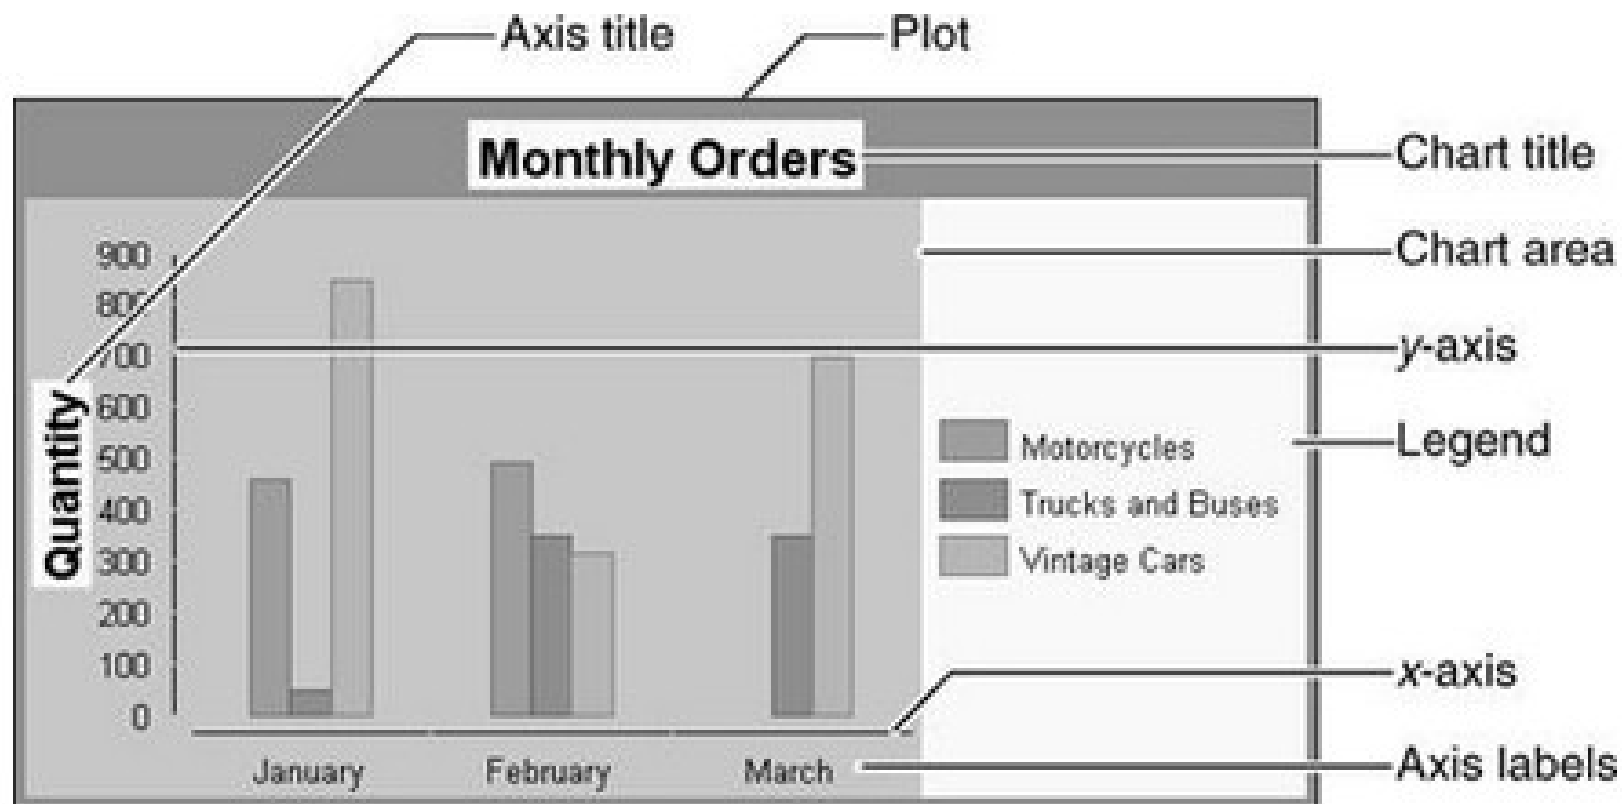 Axis title
Plot
Monthly Orders
Chart title
Chart area
900
800
y-axis
700
Quantity
600
Legend
500
Motorcycles
400
Trucks and Buses
300
Vintage Cars
200
100
x-axis
0
January
February
March
Axis labels